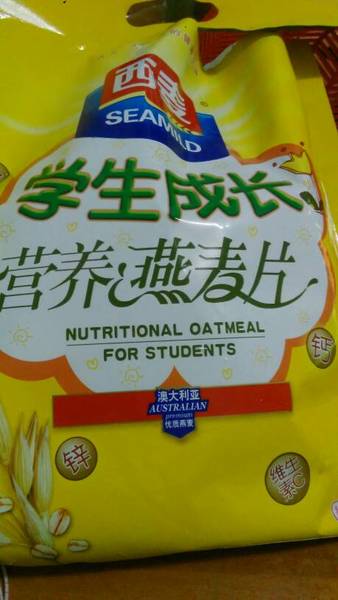 西麦
SEAMILD
学生成长
营养燕麦片
NUTRITIONAL OATMEAL
FOR STUDENTS
钙
澳大利亚
AUSTRALIAN
premium
优质燕麦
锌
维生
素C